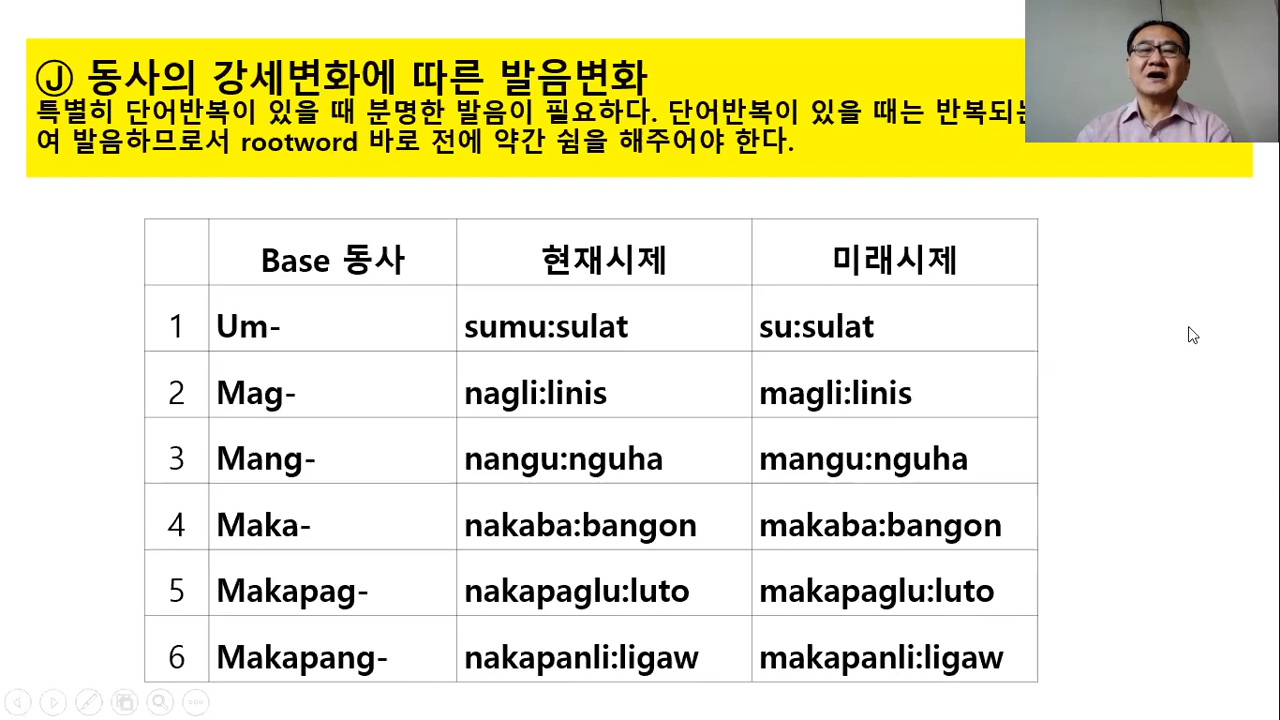 Ⓙ 동사의 강세변화에 따른 발음변화
특별히 단어반복이 있을 때 분명한 발음이 필요하다. 단어반복이 있을 때는 반복되는
여 발음하므로서 rootword 바로 전에 약간 쉼을 해주어야 한다.
Base 동사 현재시제 미래시제
1 Um- sumu:sulat su:sulat
2 Mag- nagli:linis magli:linis
3 Mang- nangu:nguha mangu:nguha
4 Maka- nakaba:bangon makaba:bangon
5 Makapag- nakapaglu:luto makapaglu:luto
6 Makapang- nakapanli:ligaw makapanli:ligaw